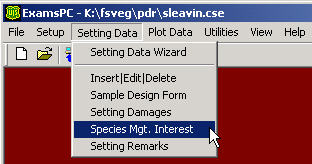 ExamsPC - K:\fsveg\pdr\sleavin.cse
File Setup Setting Data Plot Data Utilities View Help
Setting Data Wizard
Insert|Edit|Delete
Sample Design Form
Setting Damages
Species Mgt. Interest
Setting Remarks